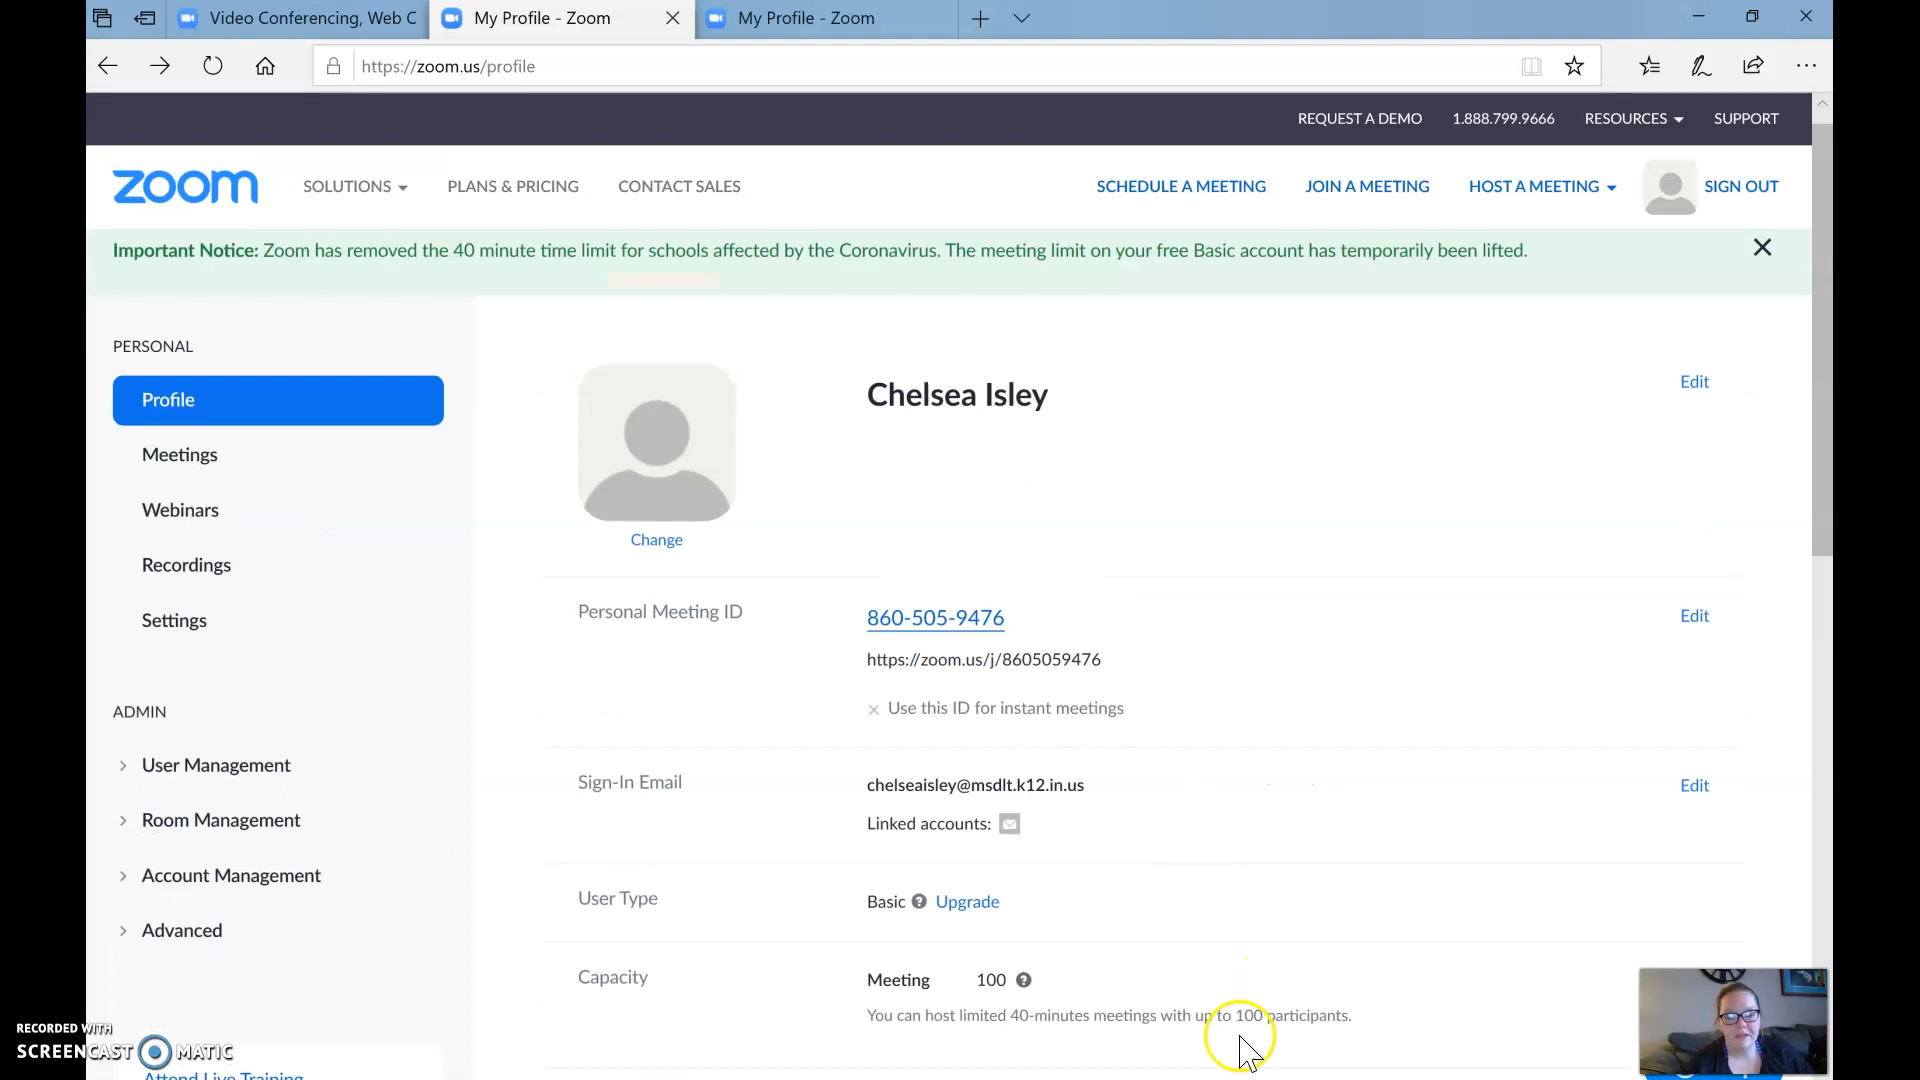 Video Conferencing, Web C
My Profile - Zoom
My Profile - Zoom
https://zoom.us/profile
REQUEST A DEMO 1.888.799.9666 RESOURCES SUPPORT
zoom SOLUTIONS PLANS & PRICING CONTACT SALES SCHEDULE A MEETING JOIN A MEETING HOST A MEETING SIGN OUT
Important Notice: Zoom has removed the 40 minute time limit for schools affected by the Coronavirus. The meeting limit on your free Basic account has temporarily been lifted.
PERSONAL
Profile
Meetings
Webinars
Recordings
Settings
ADMIN
User Management
Room Management
Account Management
Advanced
Attend Live Training
Chelsea Isley
Edit
Change
Personal Meeting ID
860-505-9476
Edit
https://zoom.us/j/8605059476
Use this ID for instant meetings
Sign-In Email
chelseaisley@msdlt.k12.in.us
Edit
Linked accounts:
User Type
Basic Upgrade
Capacity
Meeting 100
You can host limited 40-minutes meetings with up to 100 participants.
RECORDED WITH
SCREENCAST MATIC